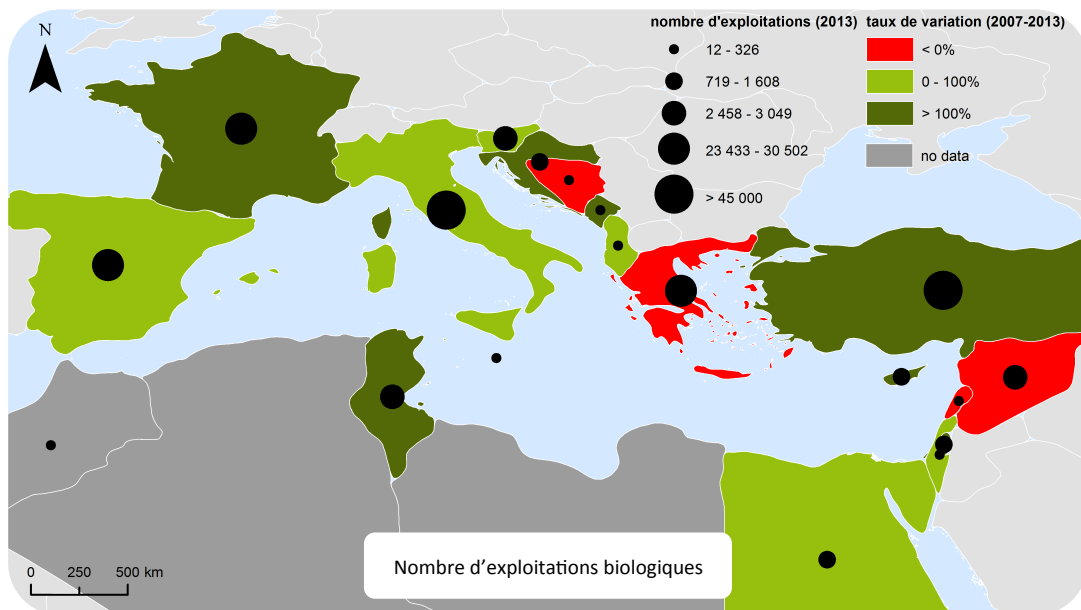 N
nombre d'exploitations (2013)
12 - 326
719 - 1 608
2 458 - 3 049
23 433 - 30 502
> 45 000
taux de variation (2007-2013)
< 0%
0 - 100%
> 100%
no data
Nombre d'exploitations biologiques
0 250 500 km